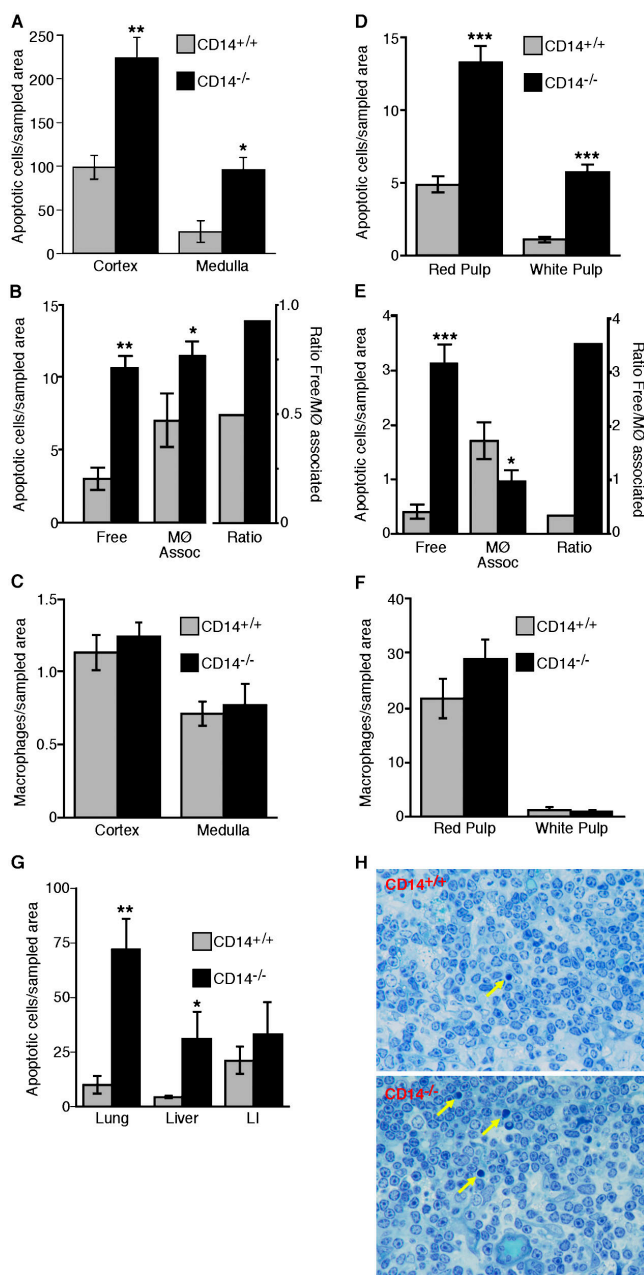 A
Apoptotic cells/sampled area
250
200
150
100
50
0
**
*
CD14+/+
CD14-/-
Cortex
Medulla
D
Apoptotic cells/sampled area
15
10
5
0
***
***
CD14+/+
CD14-/-
Red Pulp
White Pulp
B
Apoptotic cells/sampled area
15
10
5
0
**
*
1.0
0.5
0
Ratio Free/MØ associated
Free
MØ
Assoc
Ratio
E
Apoptotic cells/sampled area
4
3
2
1
0
***
*
4
3
2
1
0
Ratio Free/MØ associated
Free
MØ
Assoc
Ratio
C
Macrophages/sampled area
1.5
1.0
0.5
0
CD14+/+
CD14-/-
Cortex
Medulla
F
Macrophages/sampled area
40
30
20
10
0
CD14+/+
CD14-/-
Red Pulp
White Pulp
G
Apoptotic cells/sampled area
100
75
50
25
0
**
*
CD14+/+
CD14-/-
Lung
Liver
LI
H
CD14+/+
CD14-/-